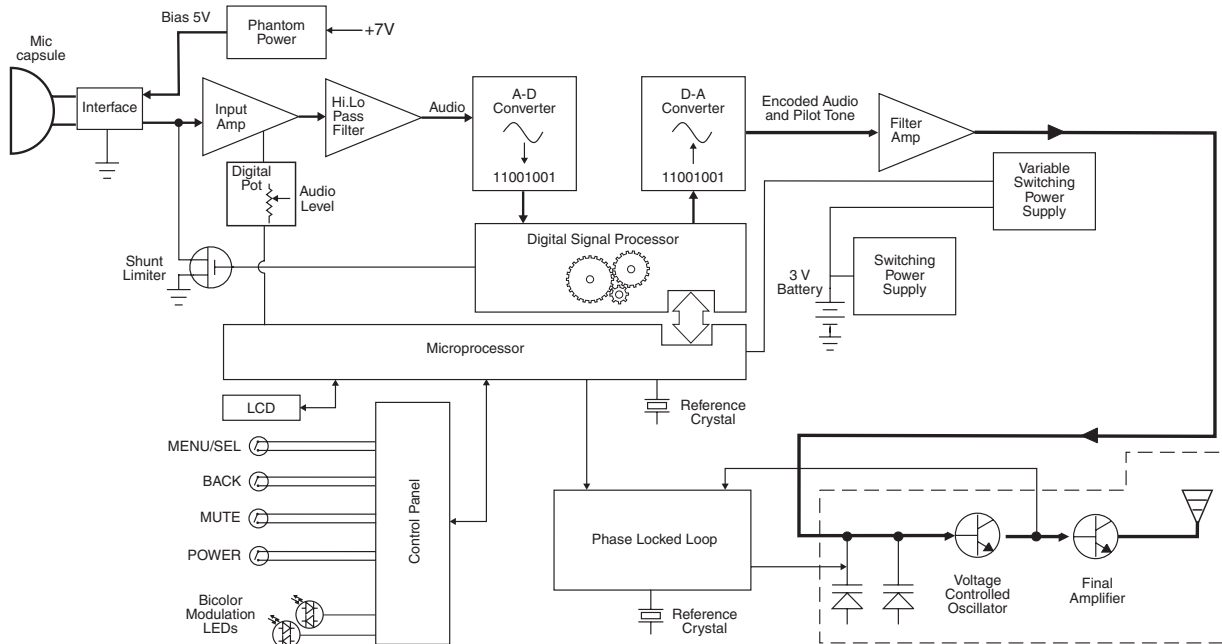 Bias 5V
Phantom
Power
+7V
Mic
capsule
Interface
Input
Amp
Hi.Lo
Pass
Filter
Audio
A-D
Converter
11001001
D-A
Converter
11001001
Encoded Audio
and Pilot Tone
Filter
Amp
Variable
Switching
Power
Supply
Digital
Pot
Audio
Level
Digital Signal Processor
Shunt
Limiter
3 V
Battery
Switching
Power
Supply
Microprocessor
LCD
Reference
Crystal
MENU/SEL
BACK
MUTE
POWER
Control Panel
Bicolor
Modulation
LEDs
Phase Locked Loop
Reference
Crystal
Voltage
Controlled
Oscillator
Final
Amplifier